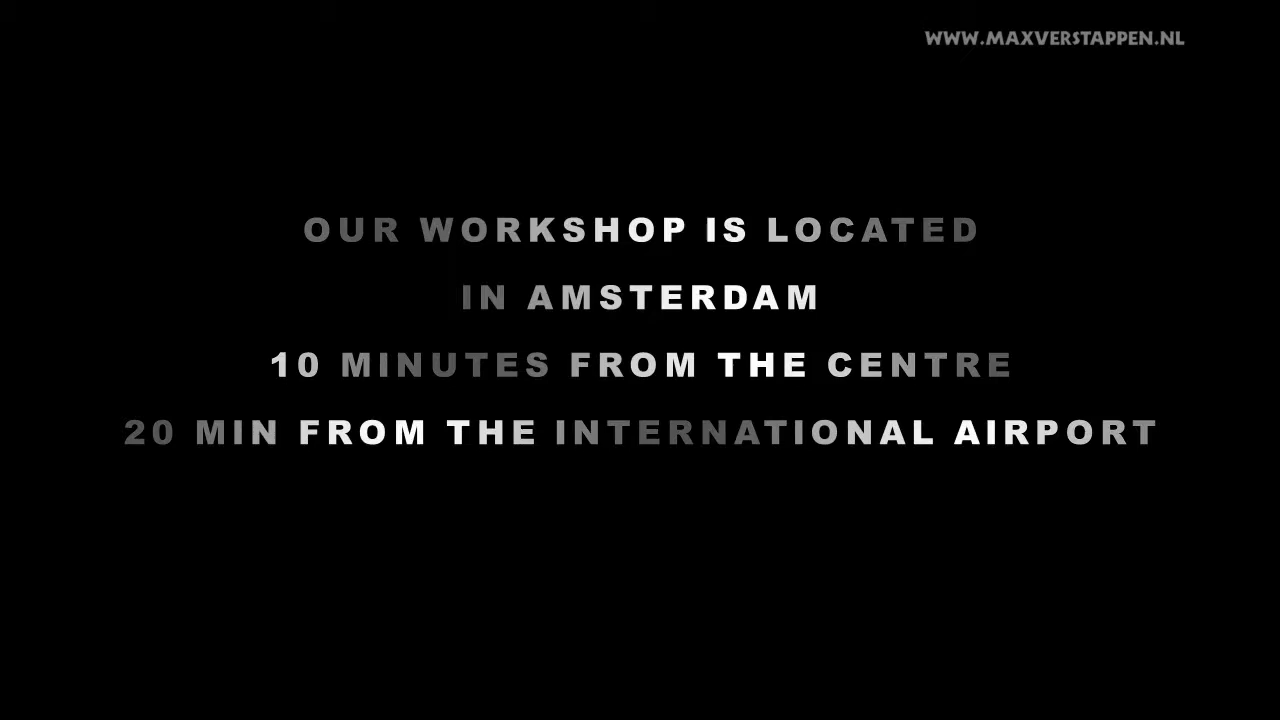 WWW.MAXVERSTAPPEN.NL
OUR WORKSHOP IS LOCATED
IN AMSTERDAM
10 MINUTES FROM THE CENTRE
20 MIN FROM THE INTERNATIONAL AIRPORT